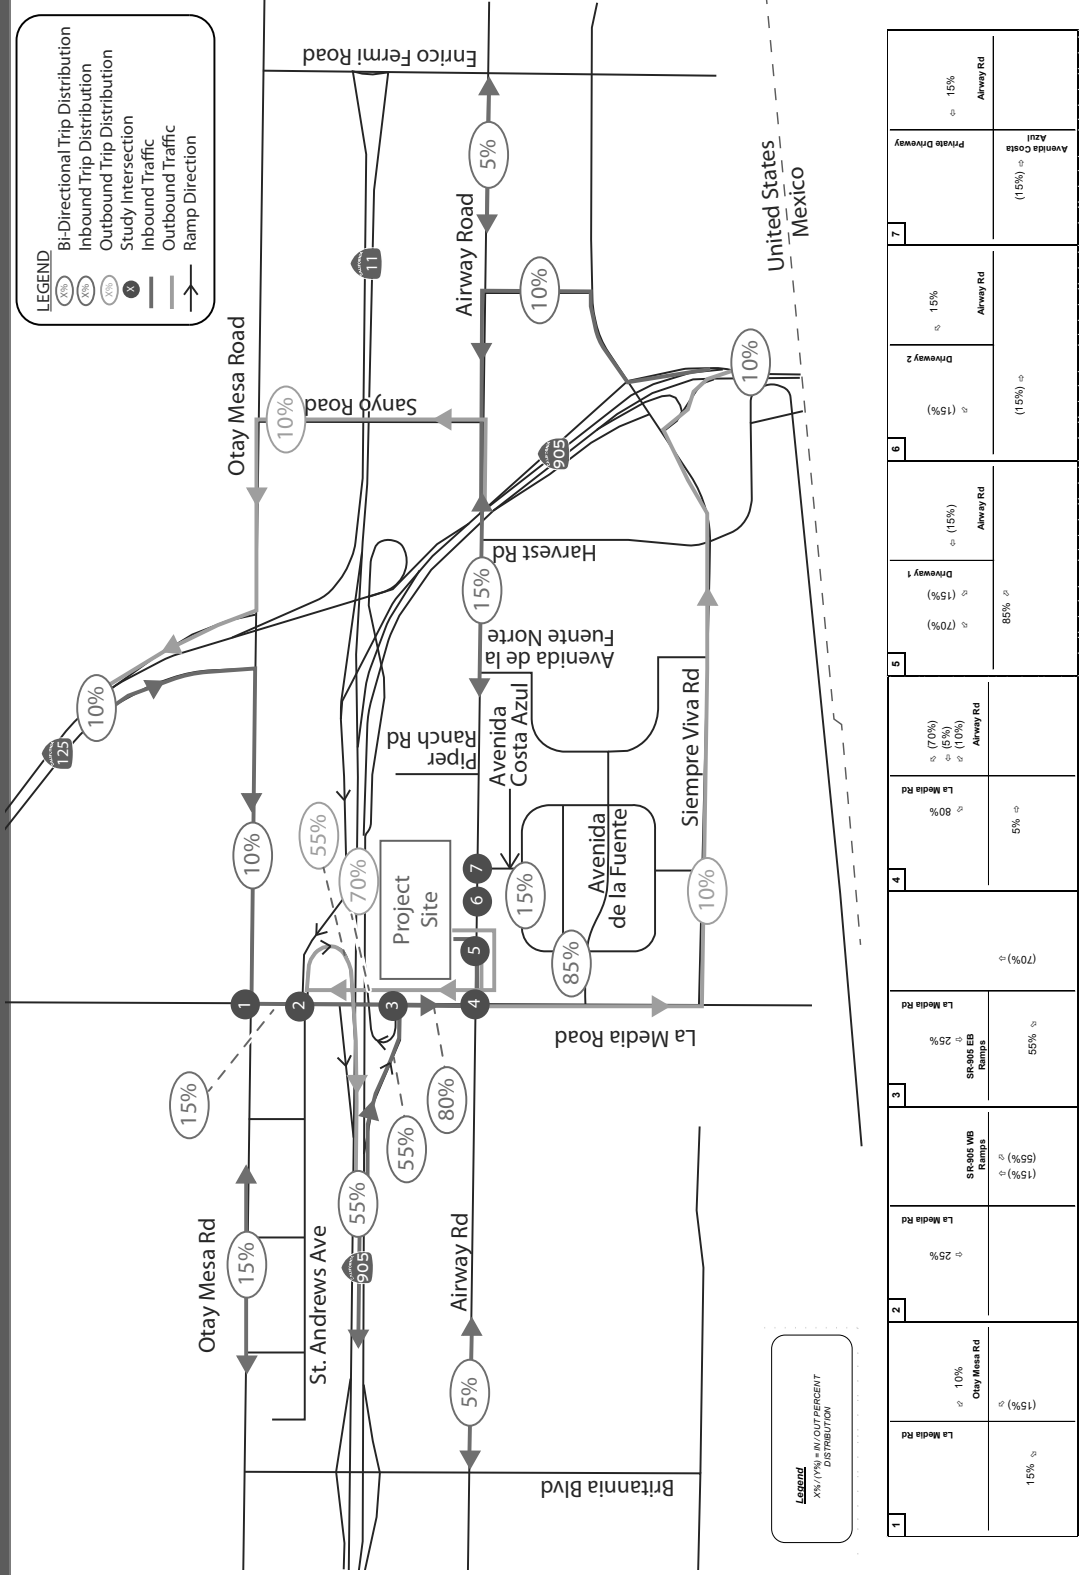 LEGEND
X% Bi-Directional Trip Distribution
X% Inbound Trip Distribution
X% Outbound Trip Distribution
X Study Intersection
Inbound Traffic
Outbound Traffic
Ramp Direction
Otay Mesa Rd
Otay Mesa Road
St. Andrews Ave
Airway Rd
Airway Road
Britannia Blvd
La Media Road
Siempre Viva Rd
Enrico Fermi Road
Sanyo Road
Harvest Rd
Avenida de la
Fuente Norte
Piper
Ranch Rd
Avenida
Costa Azul
Avenida
de la Fuente
Project
Site
United States
Mexico
125
905
905
11
1
2
3
4
5
6
7
15%
15%
10%
10%
10%
55%
70%
55%
55%
80%
5%
15%
85%
15%
10%
10%
10%
5%
Legend
X% / (Y%) = IN / OUT PERCENT
DISTRIBUTION
1
La Media Rd
10%
Otay Mesa Rd
15%
(15%)
2
La Media Rd
25%
SR-905 WB
Ramps
(15%)
(55%)
3
La Media Rd
25%
SR-905 EB
Ramps
55%
(70%)
4
La Media Rd
80%
(70%)
(5%)
(10%)
Airway Rd
5%
5
Driveway 1
(70%)
(15%)
(15%)
Airway Rd
85%
6
Driveway 2
(15%)
15%
Airway Rd
(15%)
7
Private Driveway
15%
Airway Rd
(15%)
Avenida Costa
Azul